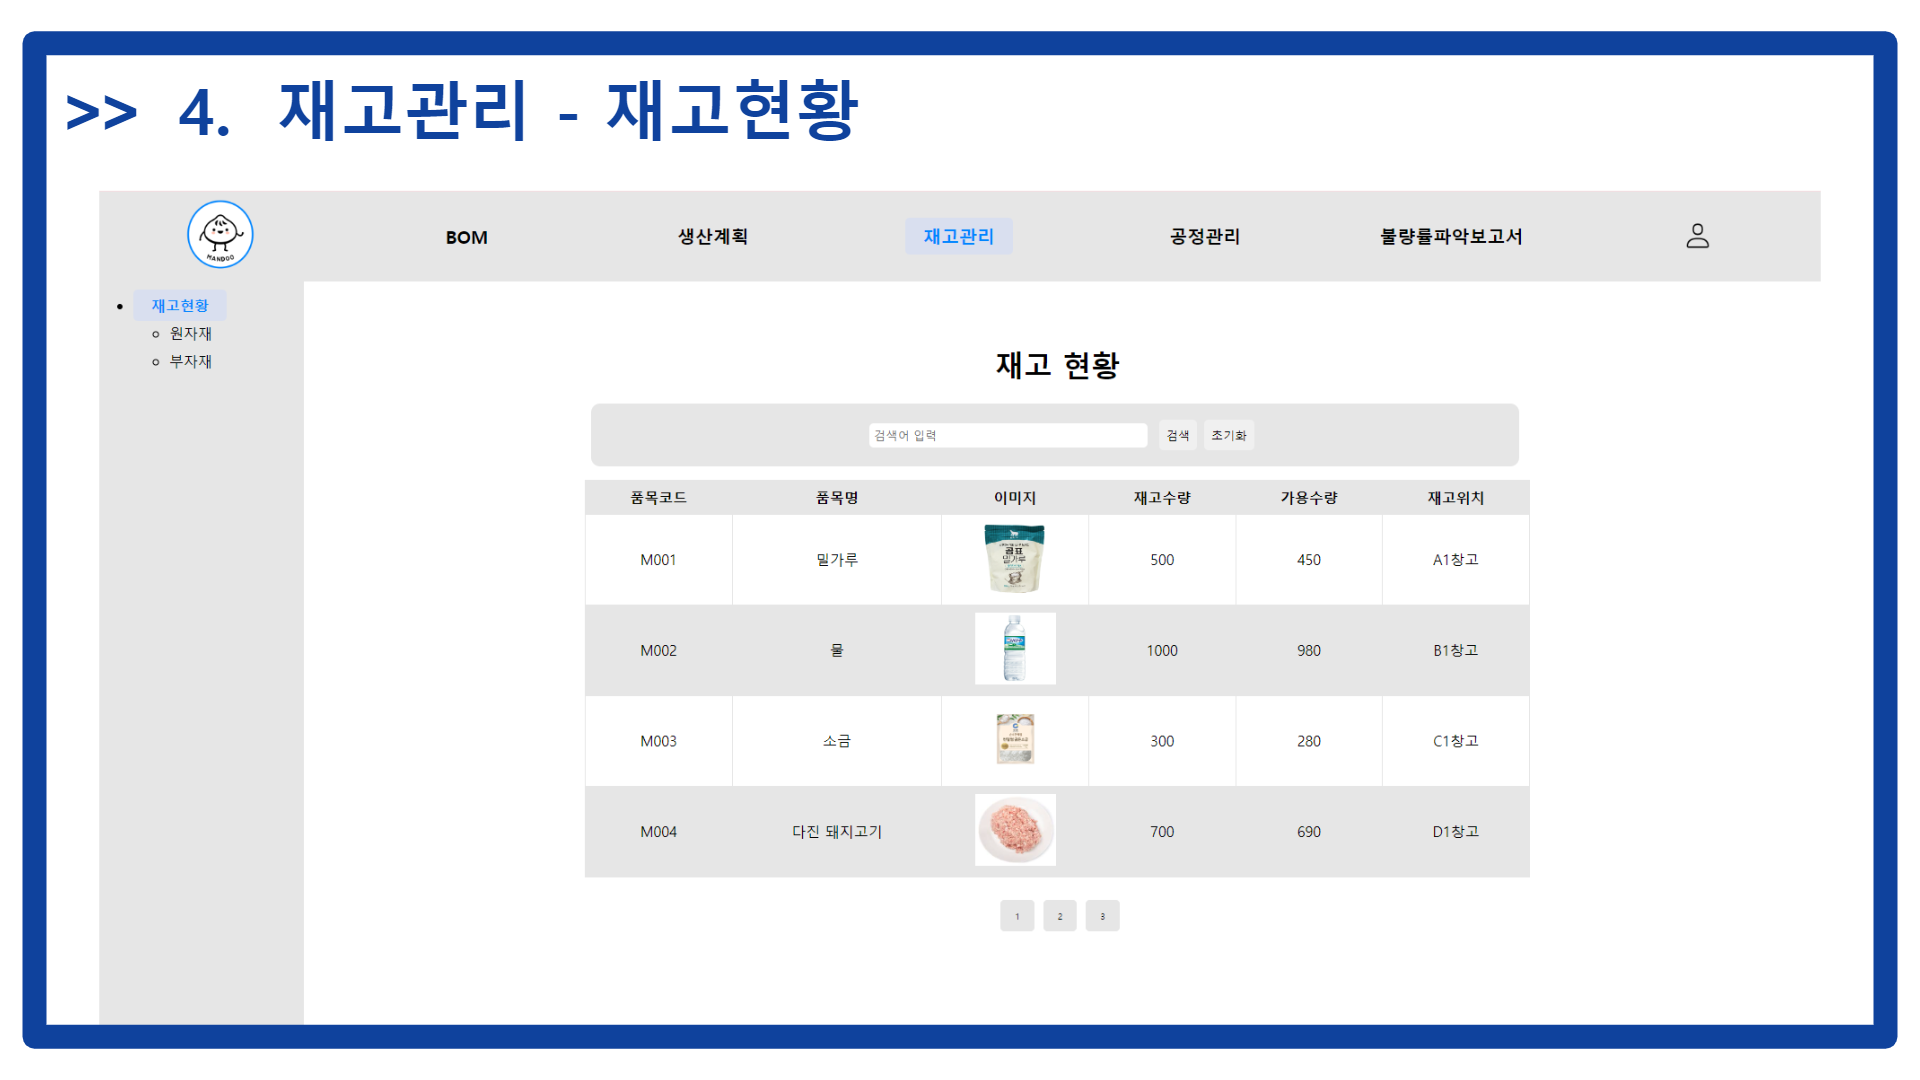 >> 4. 재고관리 - 재고현황
MANDOO
BOM
생산계획
재고관리
공정관리
불량률파악보고서
재고현황
원자재
부자재
재고 현황
검색어 입력
검색
초기화
품목코드 품목명 이미지 재고수량 가용수량 재고위치
M001 밀가루 곰표 밀가루 500 450 A1창고
M002 물 1000 980 B1창고
M003 소금 300 280 C1창고
M004 다진 돼지고기 700 690 D1창고
1 2 3